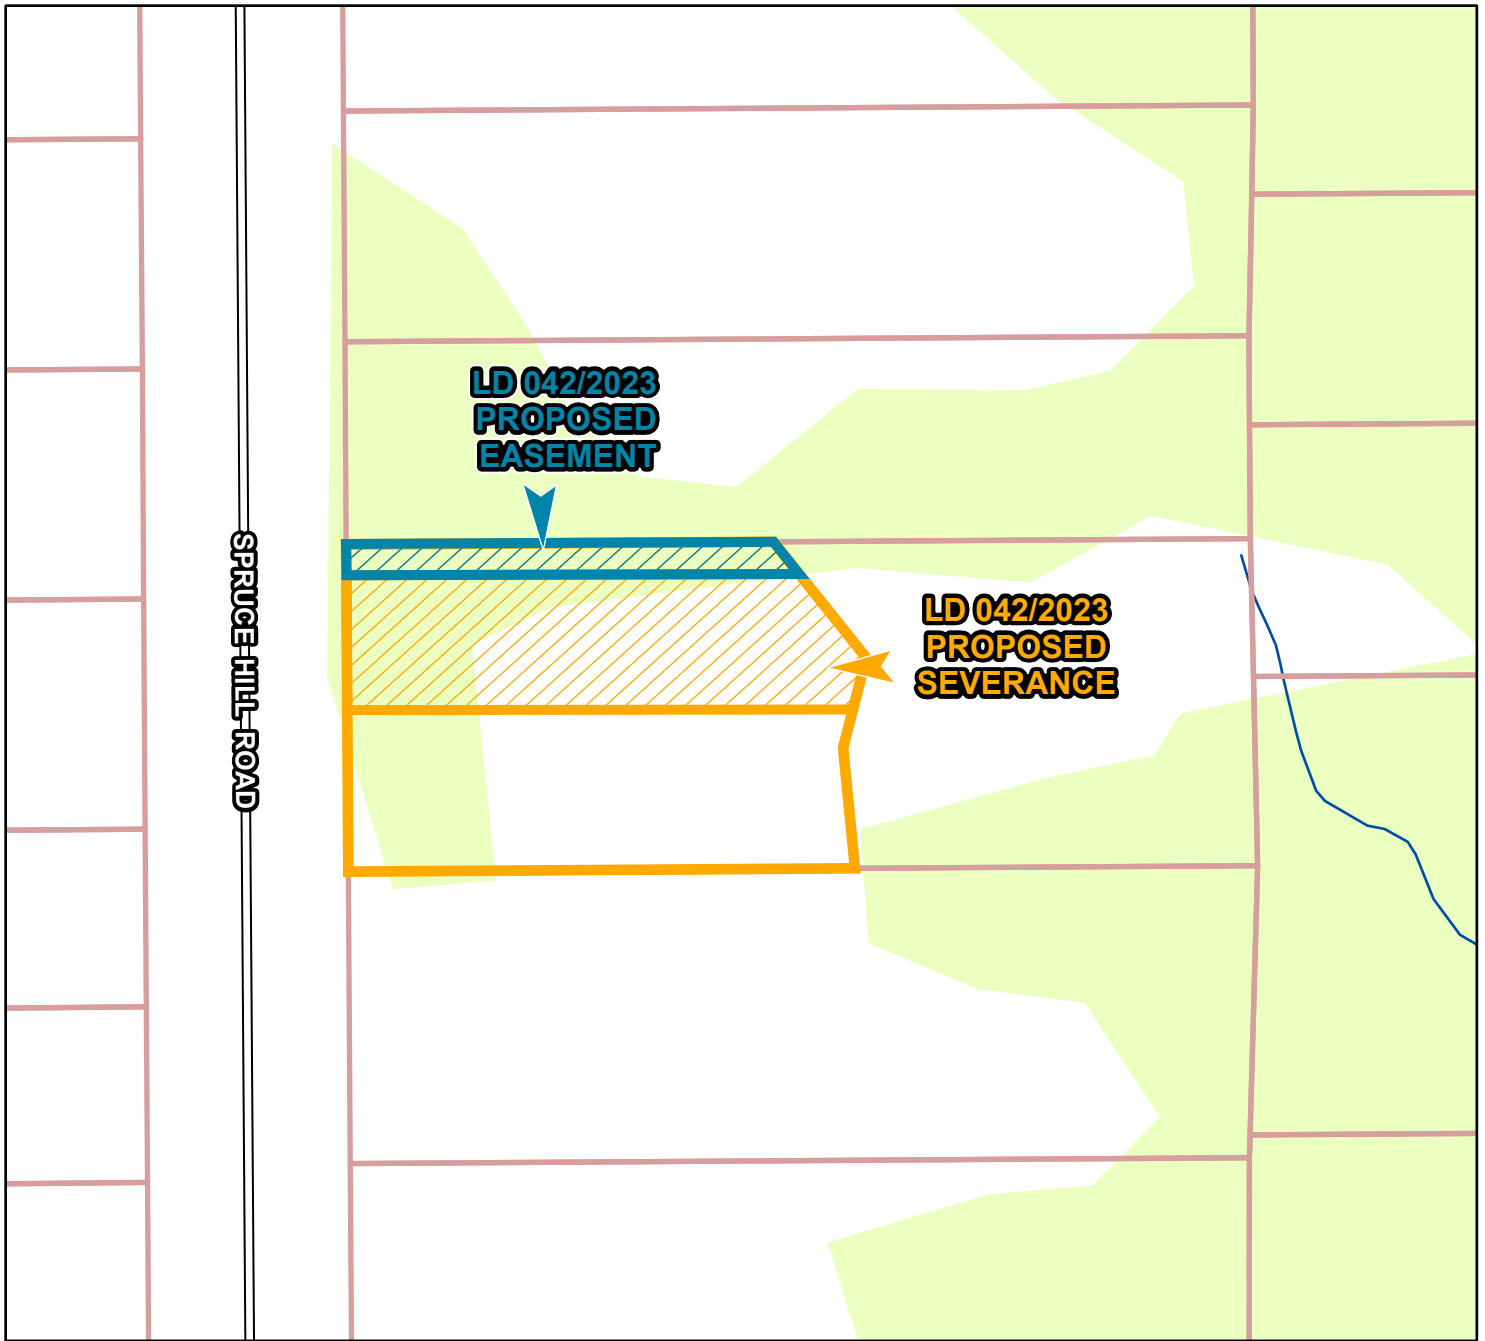 LD 042/2023
PROPOSED
EASEMENT
SPRUCE HILL ROAD
LD 042/2023
PROPOSED
SEVERANCE